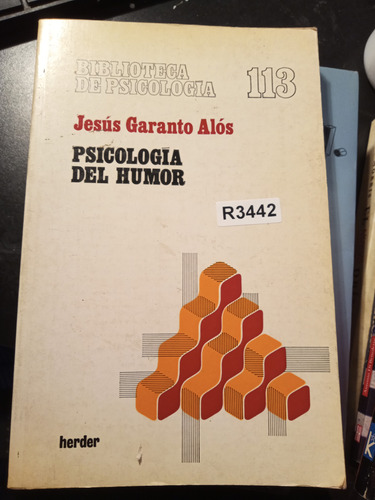 BIBLIOTECA
DE PSICOLOGIA
113
Jesús Garanto Alós
PSICOLOGIA
DEL HUMOR
R3442
herder